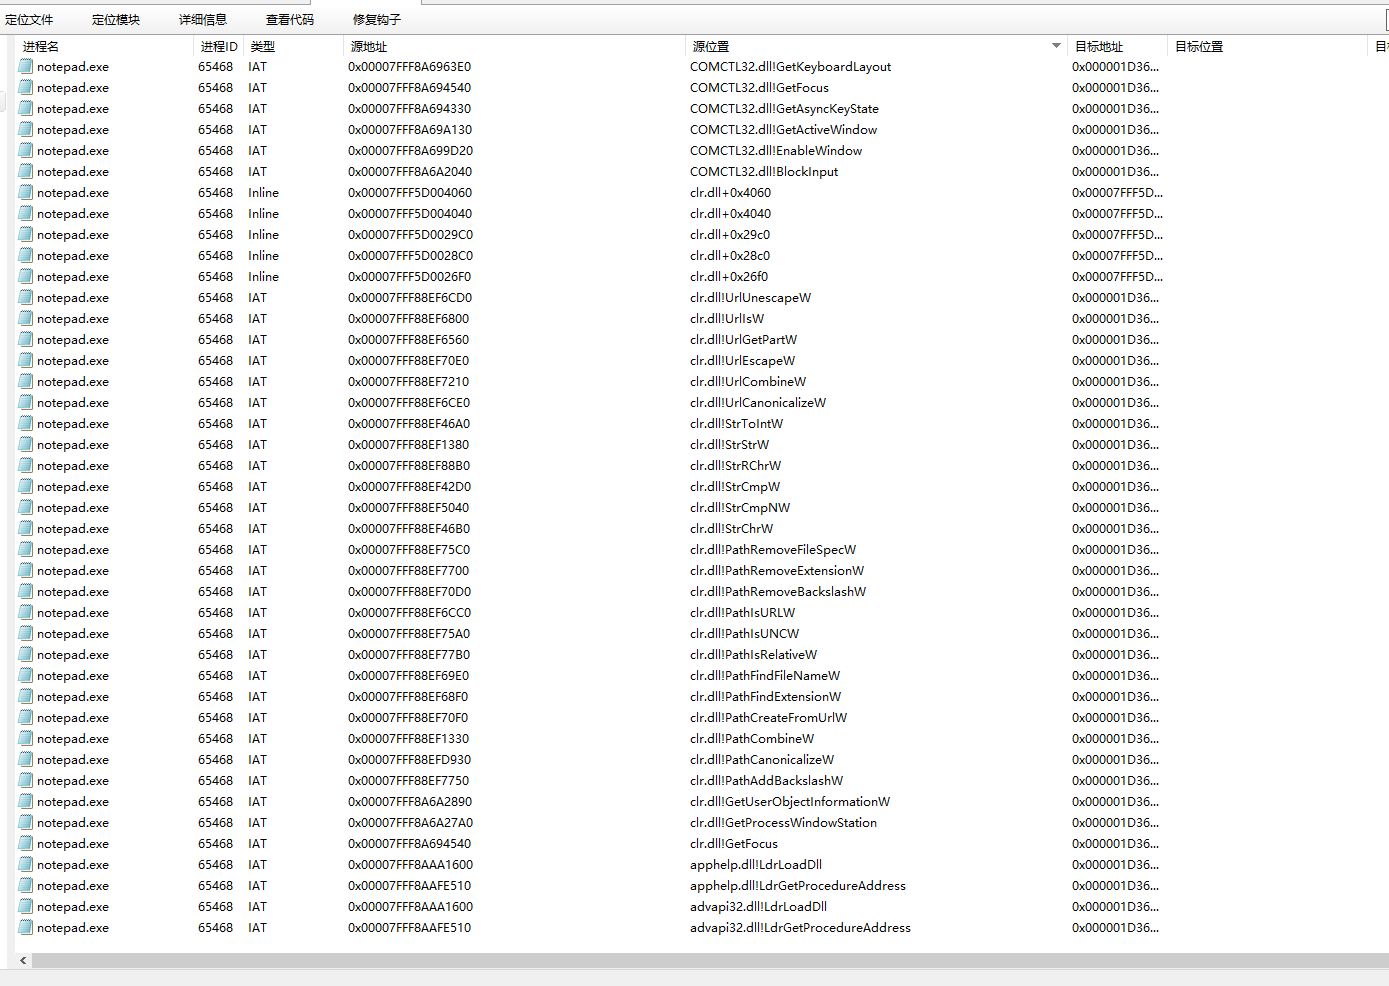 定位文件 定位模块 详细信息 查看代码 修复钩子
进程名 进程ID 类型 源地址 源位置 目标地址 目标位置
notepad.exe 65468 IAT 0x00007FFF8A6963E0 COMCTL32.dll!GetKeyboardLayout 0x000001D36...
notepad.exe 65468 IAT 0x00007FFF8A694540 COMCTL32.dll!GetFocus 0x000001D36...
notepad.exe 65468 IAT 0x00007FFF8A694330 COMCTL32.dll!GetAsyncKeyState 0x000001D36...
notepad.exe 65468 IAT 0x00007FFF8A69A130 COMCTL32.dll!GetActiveWindow 0x000001D36...
notepad.exe 65468 IAT 0x00007FFF8A699D20 COMCTL32.dll!EnableWindow 0x000001D36...
notepad.exe 65468 IAT 0x00007FFF8A6A2040 COMCTL32.dll!BlockInput 0x000001D36...
notepad.exe 65468 Inline 0x00007FFF5D004060 clr.dll+0x4060 0x00007FFF5D...
notepad.exe 65468 Inline 0x00007FFF5D004040 clr.dll+0x4040 0x00007FFF5D...
notepad.exe 65468 Inline 0x00007FFF5D0029C0 clr.dll+0x29c0 0x00007FFF5D...
notepad.exe 65468 Inline 0x00007FFF5D0028C0 clr.dll+0x28c0 0x00007FFF5D...
notepad.exe 65468 Inline 0x00007FFF5D0026F0 clr.dll+0x26f0 0x00007FFF5D...
notepad.exe 65468 IAT 0x00007FFF88EF6CD0 clr.dll!UrlUnescapeW 0x000001D36...
notepad.exe 65468 IAT 0x00007FFF88EF6800 clr.dll!UrlIsW 0x000001D36...
notepad.exe 65468 IAT 0x00007FFF88EF6560 clr.dll!UrlGetPartW 0x000001D36...
notepad.exe 65468 IAT 0x00007FFF88EF70E0 clr.dll!UrlEscapeW 0x000001D36...
notepad.exe 65468 IAT 0x00007FFF88EF7210 clr.dll!UrlCombineW 0x000001D36...
notepad.exe 65468 IAT 0x00007FFF88EF6CE0 clr.dll!UrlCanonicalizeW 0x000001D36...
notepad.exe 65468 IAT 0x00007FFF88EF46A0 clr.dll!StrToIntW 0x000001D36...
notepad.exe 65468 IAT 0x00007FFF88EF1380 clr.dll!StrStrW 0x000001D36...
notepad.exe 65468 IAT 0x00007FFF88EF88B0 clr.dll!StrRChrW 0x000001D36...
notepad.exe 65468 IAT 0x00007FFF88EF42D0 clr.dll!StrCmpW 0x000001D36...
notepad.exe 65468 IAT 0x00007FFF88EF5040 clr.dll!StrCmpNW 0x000001D36...
notepad.exe 65468 IAT 0x00007FFF88EF46B0 clr.dll!StrChrW 0x000001D36...
notepad.exe 65468 IAT 0x00007FFF88EF75C0 clr.dll!PathRemoveFileSpecW 0x000001D36...
notepad.exe 65468 IAT 0x00007FFF88EF7700 clr.dll!PathRemoveExtensionW 0x000001D36...
notepad.exe 65468 IAT 0x00007FFF88EF70D0 clr.dll!PathRemoveBackslashW 0x000001D36...
notepad.exe 65468 IAT 0x00007FFF88EF6CC0 clr.dll!PathIsURLW 0x000001D36...
notepad.exe 65468 IAT 0x00007FFF88EF75A0 clr.dll!PathIsUNCW 0x000001D36...
notepad.exe 65468 IAT 0x00007FFF88EF77B0 clr.dll!PathIsRelativeW 0x000001D36...
notepad.exe 65468 IAT 0x00007FFF88EF69E0 clr.dll!PathFindFileNameW 0x000001D36...
notepad.exe 65468 IAT 0x00007FFF88EF68F0 clr.dll!PathFindExtensionW 0x000001D36...
notepad.exe 65468 IAT 0x00007FFF88EF70F0 clr.dll!PathCreateFromUrlW 0x000001D36...
notepad.exe 65468 IAT 0x00007FFF88EF1330 clr.dll!PathCombineW 0x000001D36...
notepad.exe 65468 IAT 0x00007FFF88EFD930 clr.dll!PathCanonicalizeW 0x000001D36...
notepad.exe 65468 IAT 0x00007FFF88EF7750 clr.dll!PathAddBackslashW 0x000001D36...
notepad.exe 65468 IAT 0x00007FFF8A6A2890 clr.dll!GetUserObjectInformationW 0x000001D36...
notepad.exe 65468 IAT 0x00007FFF8A6A27A0 clr.dll!GetProcessWindowStation 0x000001D36...
notepad.exe 65468 IAT 0x00007FFF8A694540 clr.dll!GetFocus 0x000001D36...
notepad.exe 65468 IAT 0x00007FFF8AAA1600 apphelp.dll!LdrLoadDll 0x000001D36...
notepad.exe 65468 IAT 0x00007FFF8AAFE510 apphelp.dll!LdrGetProcedureAddress 0x000001D36...
notepad.exe 65468 IAT 0x00007FFF8AAA1600 advapi32.dll!LdrLoadDll 0x000001D36...
notepad.exe 65468 IAT 0x00007FFF8AAFE510 advapi32.dll!LdrGetProcedureAddress 0x000001D36...